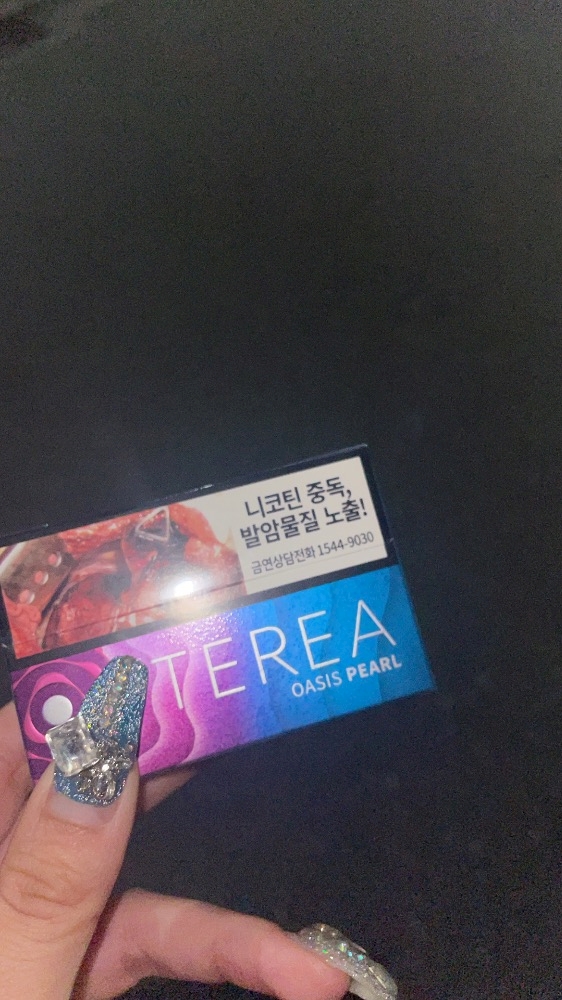 니코틴 중독,
발암물질 노출!
금연상담전화 1544-9030
TEREA
OASIS PEARL